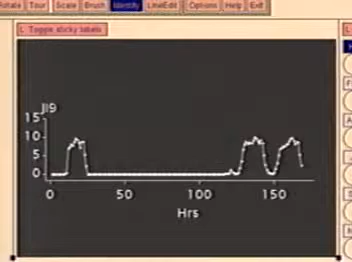 Rotate Tour Scale Brush Identify LineEdit Options Help Exit
L Toggle sticky labels L
JI9
15
10
5
0
0 50 100 150
Hrs